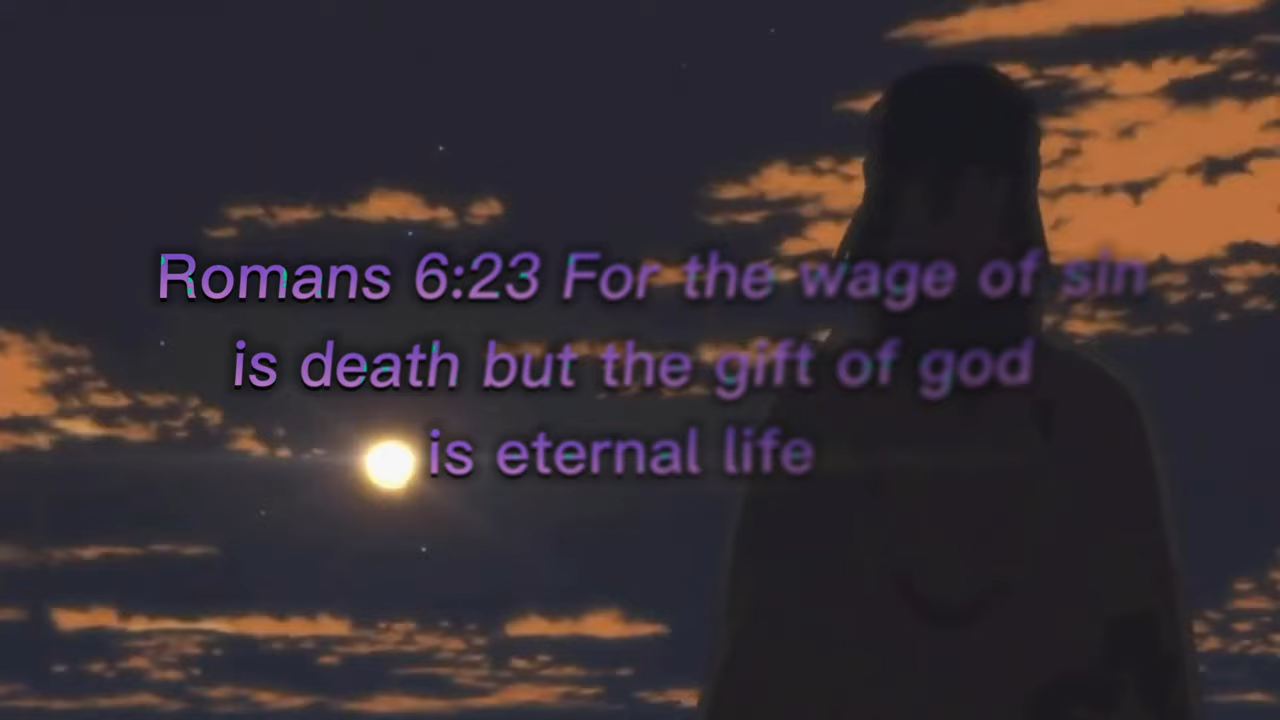 Romans 6:23 For the wage of sin
is death but the gift of god
is eternal life